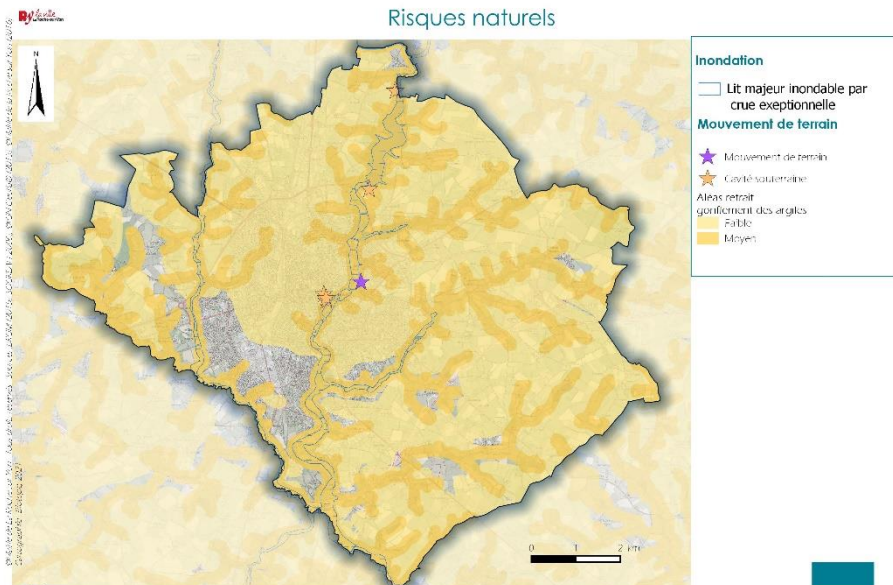 Risques naturels
N
Inondation
Lit majeur inondable par
crue exeptionnelle
Mouvement de terrain
Mouvement de terrain
Cavité souterraine
Aléas retrait
gonflement des argiles
Faible
Moyen
0 1 2 km